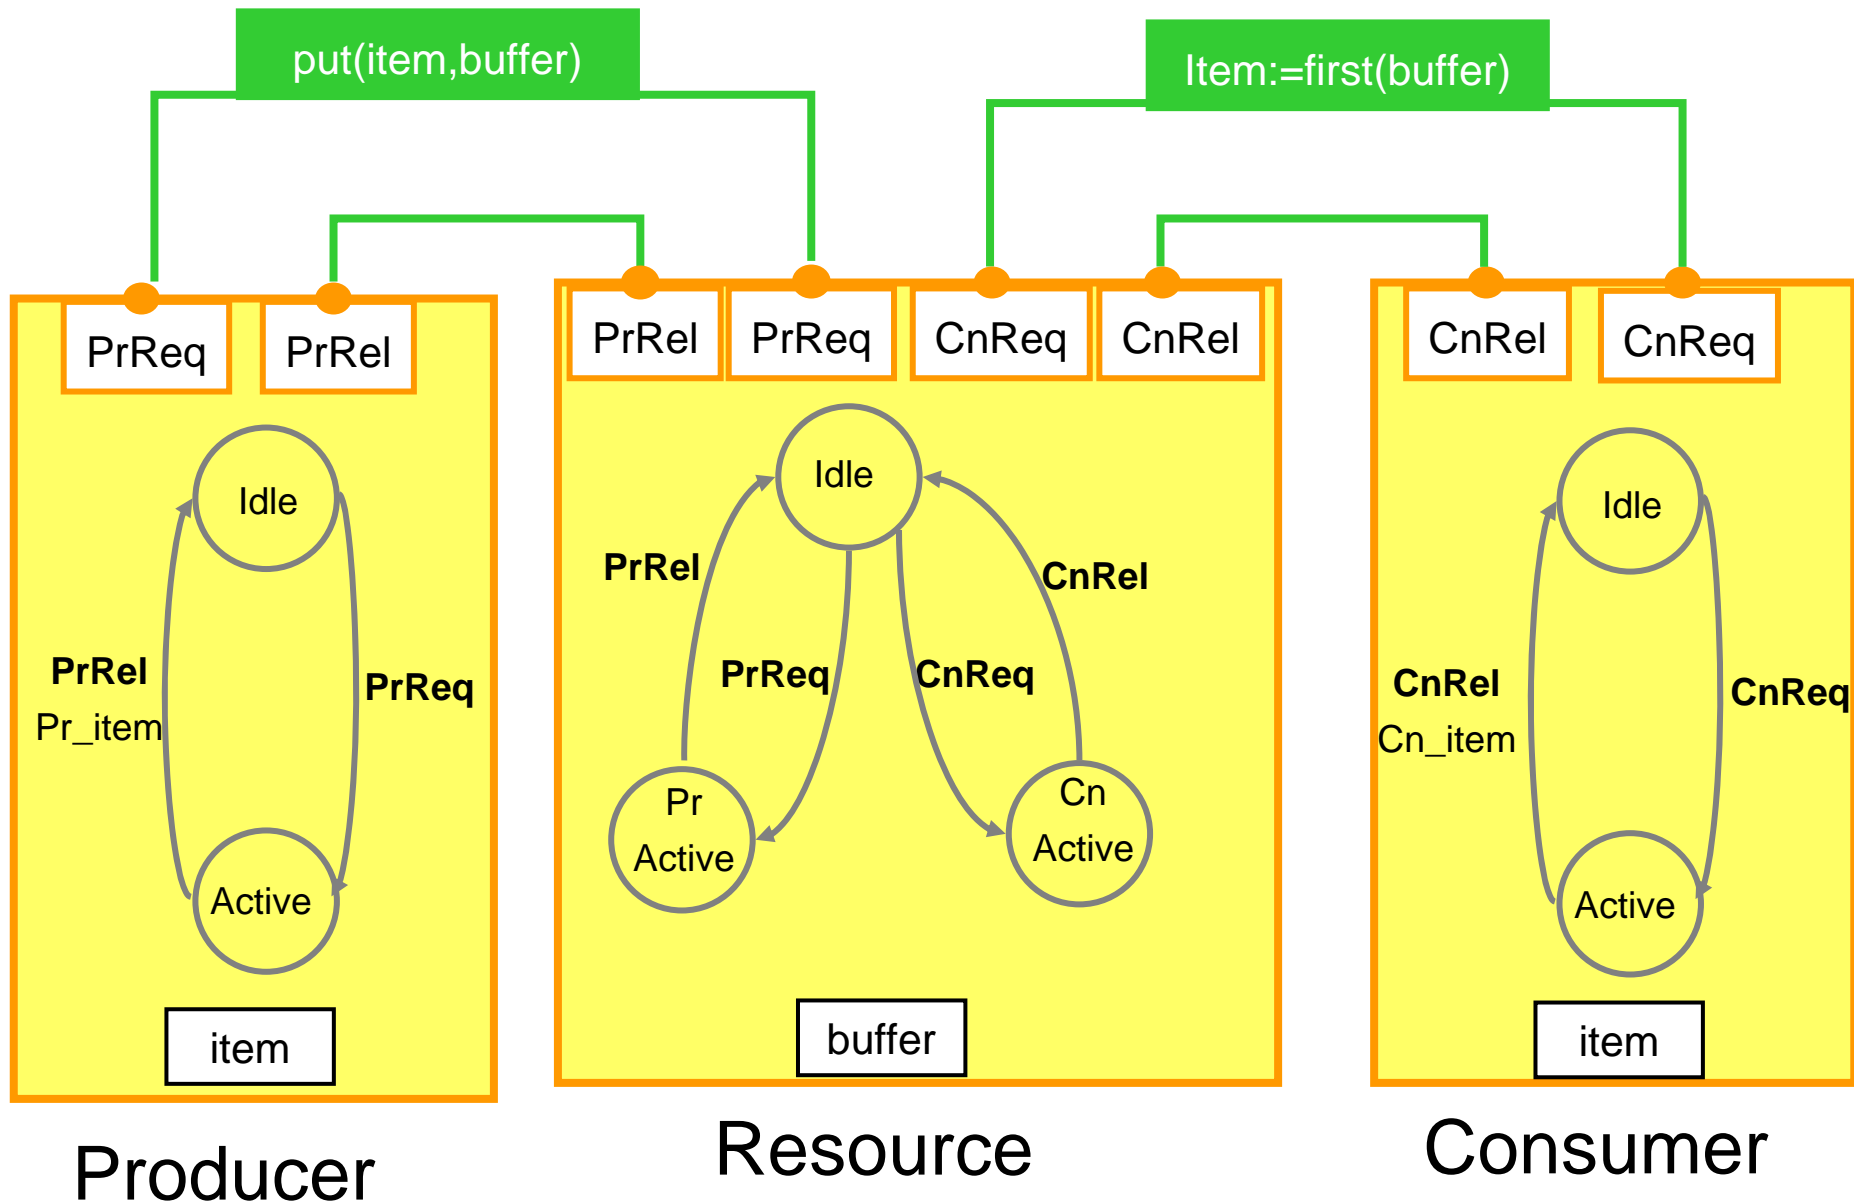 put(item,buffer)
Item:=first(buffer)
PrReq
PrRel
PrRel
PrReq
CnReq
CnRel
CnRel
CnReq
Idle
PrRel
Pr_item
PrReq
Active
item
Idle
PrRel
CnRel
PrReq
CnReq
Pr
Active
Cn
Active
buffer
Idle
CnRel
Cn_item
CnReq
Active
item
Producer
Resource
Consumer